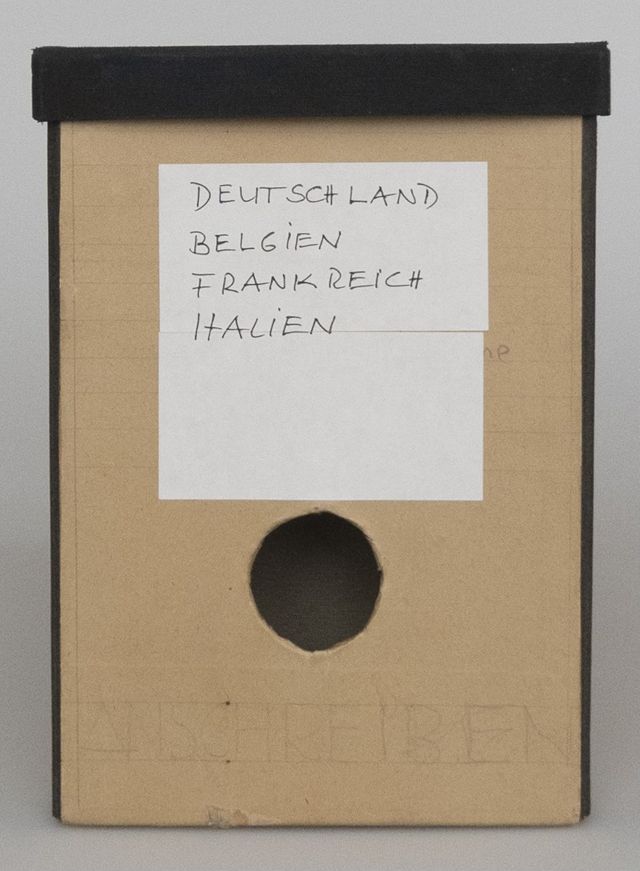 DEUTSCHLAND
BELGIEN
FRANKREICH
ITALIEN